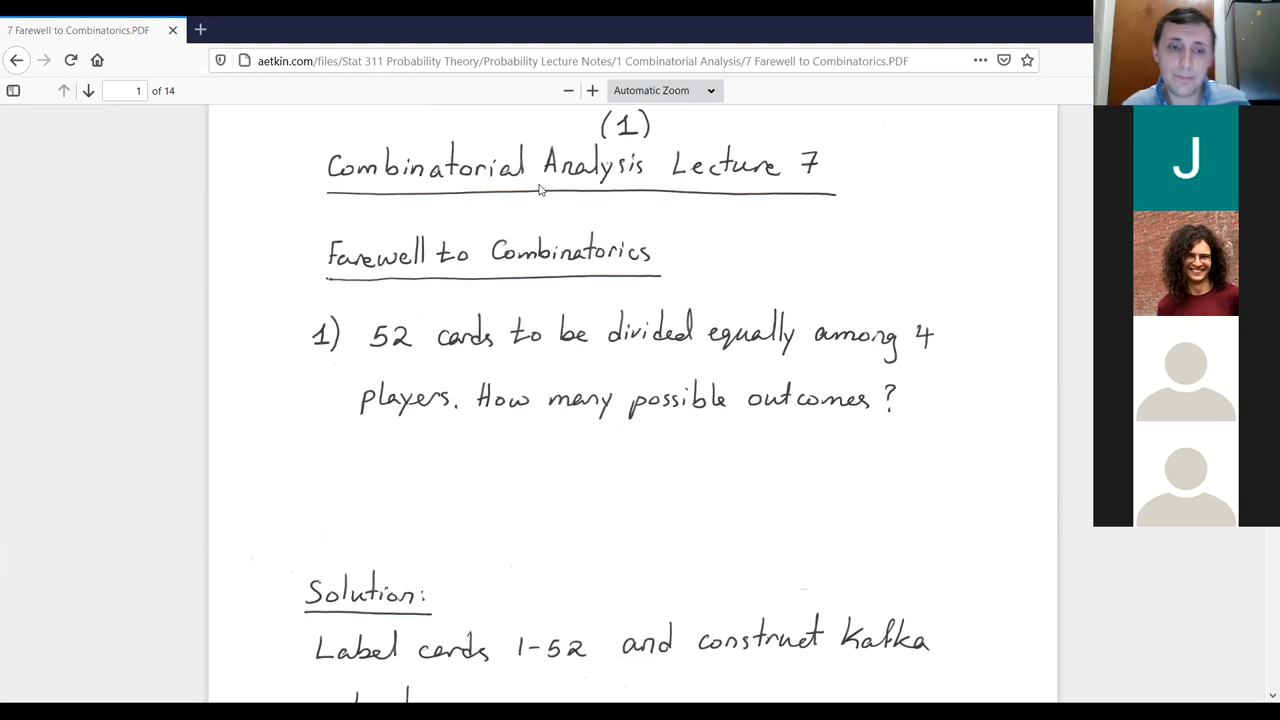 7 Farewell to Combinatorics.PDF
aetkin.com/files/Stat 311 Probability Theory/Probability Lecture Notes/1 Combinatorial Analysis/7 Farewell to Combinatorics.PDF
1 of 14
Automatic Zoom
J
(1)
Combinatorial Analysis Lecture 7
Farewell to Combinatorics
1) 52 cards to be divided equally among 4
players. How many possible outcomes?
Solution:
Label cards 1-52 and construct Kafka